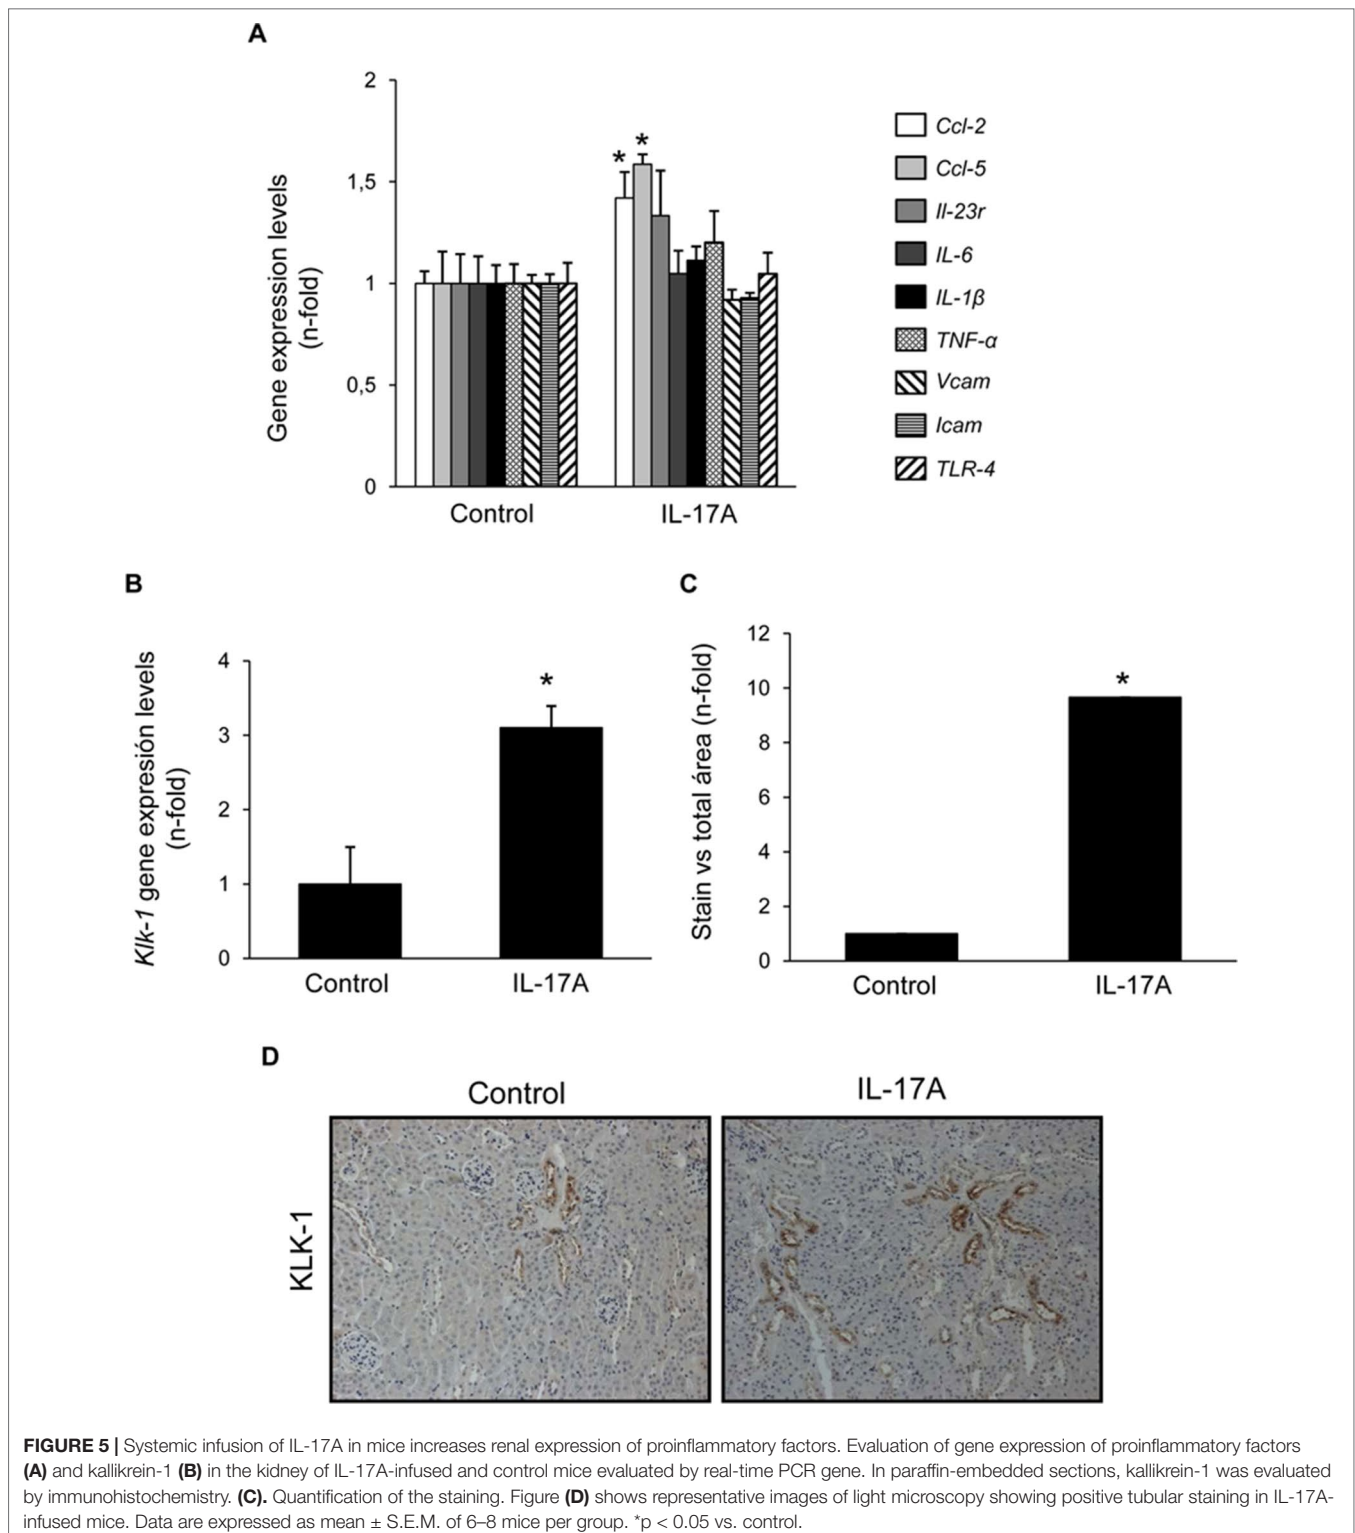 A
2
1,5
1
0,5
0
Gene expression levels
(n-fold)
* *
Control IL-17A
Ccl-2
Ccl-5
Il-23r
IL-6
IL-1β
TNF-α
Vcam
Icam
TLR-4
B
4
3
2
1
0
Klk-1 gene expresión levels
(n-fold)
*
Control IL-17A
C
12
10
8
6
4
2
0
Stain vs total área (n-fold)
*
Control IL-17A
D
Control IL-17A
KLK-1
FIGURE 5 | Systemic infusion of IL-17A in mice increases renal expression of proinflammatory factors. Evaluation of gene expression of proinflammatory factors
(A) and kallikrein-1 (B) in the kidney of IL-17A-infused and control mice evaluated by real-time PCR gene. In paraffin-embedded sections, kallikrein-1 was evaluated
by immunohistochemistry. (C). Quantification of the staining. Figure (D) shows representative images of light microscopy showing positive tubular staining in IL-17A-
infused mice. Data are expressed as mean ± S.E.M. of 6–8 mice per group. *p < 0.05 vs. control.